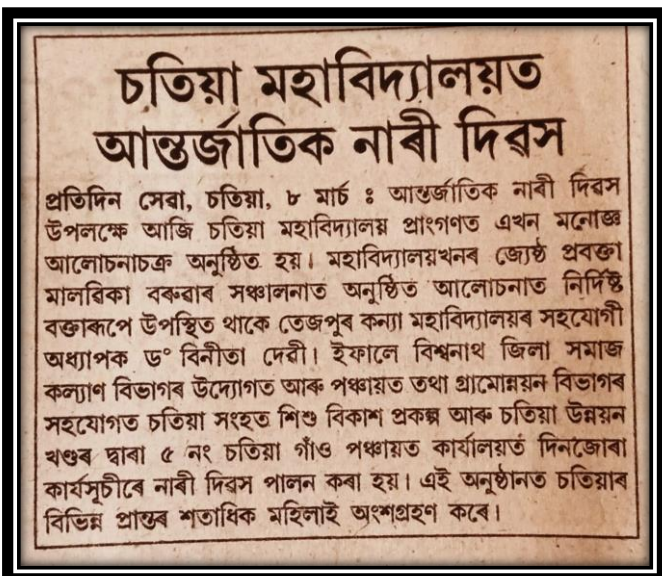 চতিয়া মহাবিদ্যালয়ত
আন্তৰ্জাতিক নাৰী দিৱস
প্ৰতিদিন সেৱা, চতিয়া, ৮ মাৰ্চ ঃ আন্তৰ্জাতিক নাৰী দিৱস
উপলক্ষে আজি চতিয়া মহাবিদ্যালয় প্ৰাংগণত এখন মনোজ্ঞ
আলোচনাচক্ৰ অনুষ্ঠিত হয়। মহাবিদ্যালয়খনৰ জ্যেষ্ঠ প্ৰবক্তা
মালৱিকা বৰুৱাৰ সঞ্চালনাত অনুষ্ঠিত আলোচনাত নিৰ্দিষ্ট
বক্তাৰূপে উপস্থিত থাকে তেজপুৰ কন্যা মহাবিদ্যালয়ৰ সহযোগী
অধ্যাপক ড° বিনীতা দেৱী। ইফালে বিশ্বনাথ জিলা সমাজ
কল্যাণ বিভাগৰ উদ্যোগত আৰু পঞ্চায়ত তথা গ্ৰামোন্নয়ন বিভাগৰ
সহযোগত চতিয়া সংহত শিশু বিকাশ প্ৰকল্প আৰু চতিয়া উন্নয়ন
খণ্ডৰ দ্বাৰা ৫ নং চতিয়া গাঁও পঞ্চায়ত কাৰ্যালয়ত দিনজোৰা
কাৰ্যসূচীৰে নাৰী দিৱস পালন কৰা হয়। এই অনুষ্ঠানত চতিয়াৰ
বিভিন্ন প্ৰান্তৰ শতাধিক মহিলাই অংশগ্ৰহণ কৰে।